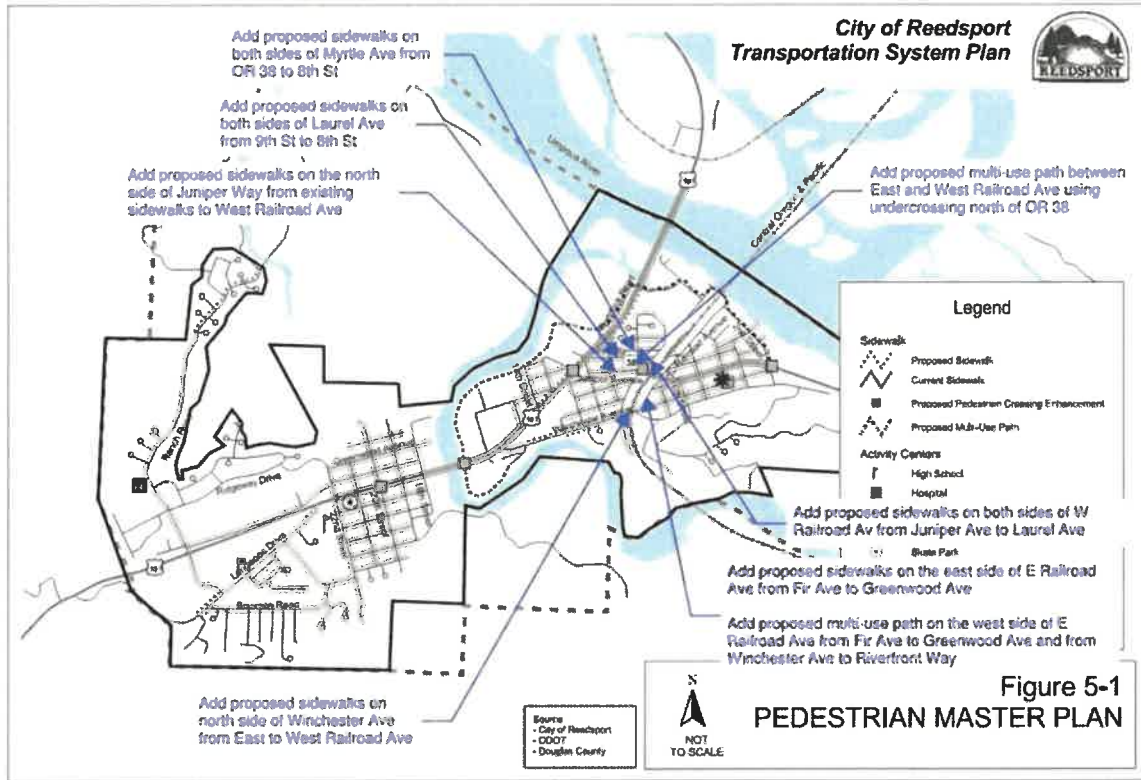 City of Reedsport
Transportation System Plan
REEDSPORT
Add proposed sidewalks on
both sides of Myrtle Ave from
OR 38 to 8th St
Add proposed sidewalks on
both sides of Laurel Ave
from 9th St to 8th St
Add proposed sidewalks on the north
side of Juniper Way from existing
sidewalks to West Railroad Ave
Add proposed multi-use path between
East and West Railroad Ave using
undercrossing north of OR 38
Umpqua River
Central Oregon & Pacific
Legend
Sidewalk
Proposed Sidewalk
Current Sidewalk
Proposed Pedestrian Crossing Enhancement
Proposed Multi-Use Path
Activity Centers
High School
Hospital
Skate Park
Ranch Rd
Ridgeway Drive
Longwood Drive
Bowman Road
Add proposed sidewalks on both sides of W
Railroad Av from Juniper Ave to Laurel Ave
Add proposed sidewalks on the east side of E Railroad
Ave from Fir Ave to Greenwood Ave
Add proposed multi-use path on the west side of E
Railroad Ave from Fir Ave to Greenwood Ave and from
Winchester Ave to Riverfront Way
Add proposed sidewalks on
north side of Winchester Ave
from East to West Railroad Ave
Source
- City of Reedsport
- ODOT
- Douglas County
N
NOT
TO SCALE
Figure 5-1
PEDESTRIAN MASTER PLAN